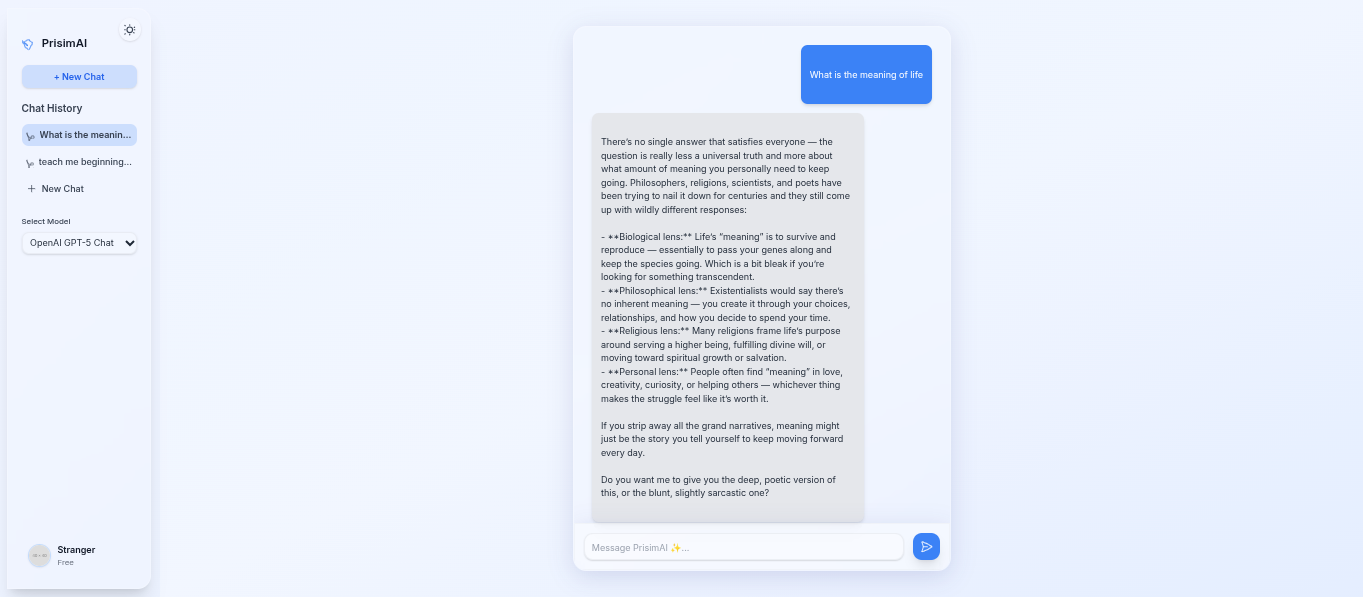 PrisimAI
+ New Chat
Chat History
What is the meanin...
teach me beginning...
New Chat
Select Model
OpenAI GPT-5 Chat
Stranger
Free
What is the meaning of life
There's no single answer that satisfies everyone — the
question is really less a universal truth and more about
what amount of meaning you personally need to keep
going. Philosophers, religions, scientists, and poets have
been trying to nail it down for centuries and they still come
up with wildly different responses:
- **Biological lens:** Life's “meaning” is to survive and
reproduce — essentially to pass your genes along and
keep the species going. Which is a bit bleak if you're
looking for something transcendent.
- **Philosophical lens:** Existentialists would say there's
no inherent meaning — you create it through your choices,
relationships, and how you decide to spend your time.
- **Religious lens:** Many religions frame life's purpose
around serving a higher being, fulfilling divine will, or
moving toward spiritual growth or salvation.
- **Personal lens:** People often find “meaning” in love,
creativity, curiosity, or helping others — whichever thing
makes the struggle feel like it's worth it.
If you strip away all the grand narratives, meaning might
just be the story you tell yourself to keep moving forward
every day.
Do you want me to give you the deep, poetic version of
this, or the blunt, slightly sarcastic one?
Message PrisimAI ✨...